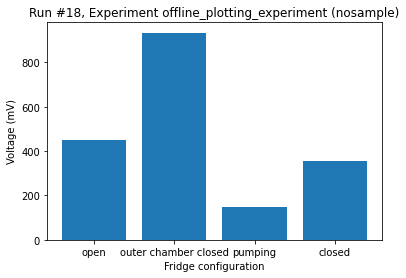 Run #18, Experiment offline_plotting_experiment (nosample)
Voltage (mV)
800
600
400
200
0
open outer chamber closed pumping closed
Fridge configuration